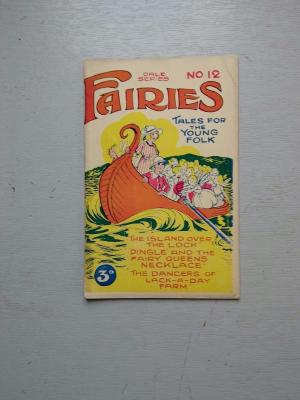 DALE
SERIES
NO 12
FAIRIES
TALES FOR
THE
YOUNG
FOLK
"THE ISLAND OVER
THE LOCH"
DINGLE AND THE
FAIRY QUEENS
NECKLACE"
"THE DANCERS OF
LACK-A-DAY
FARM
3D